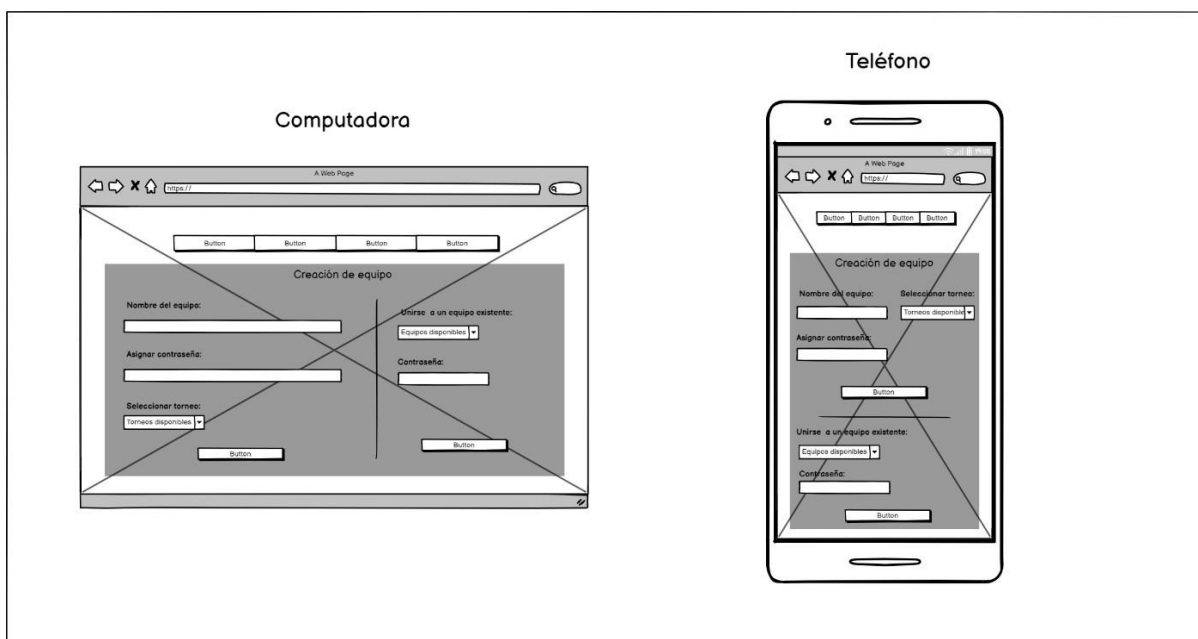 Computadora
A Web Page
https://
Button Button Button Button
Creación de equipo
Nombre del equipo:
Asignar contraseña:
Seleccionar torneo:
Torneos disponibles
Button
Unirse a un equipo existente:
Equipos disponibles
Contraseña:
Button
Teléfono
A Web Page
https://
Button Button Button Button
Creación de equipo
Nombre del equipo:
Seleccionar torneo:
Torneos disponible
Asignar contraseña:
Button
Unirse a un equipo existente:
Equipos disponibles
Contraseña:
Button